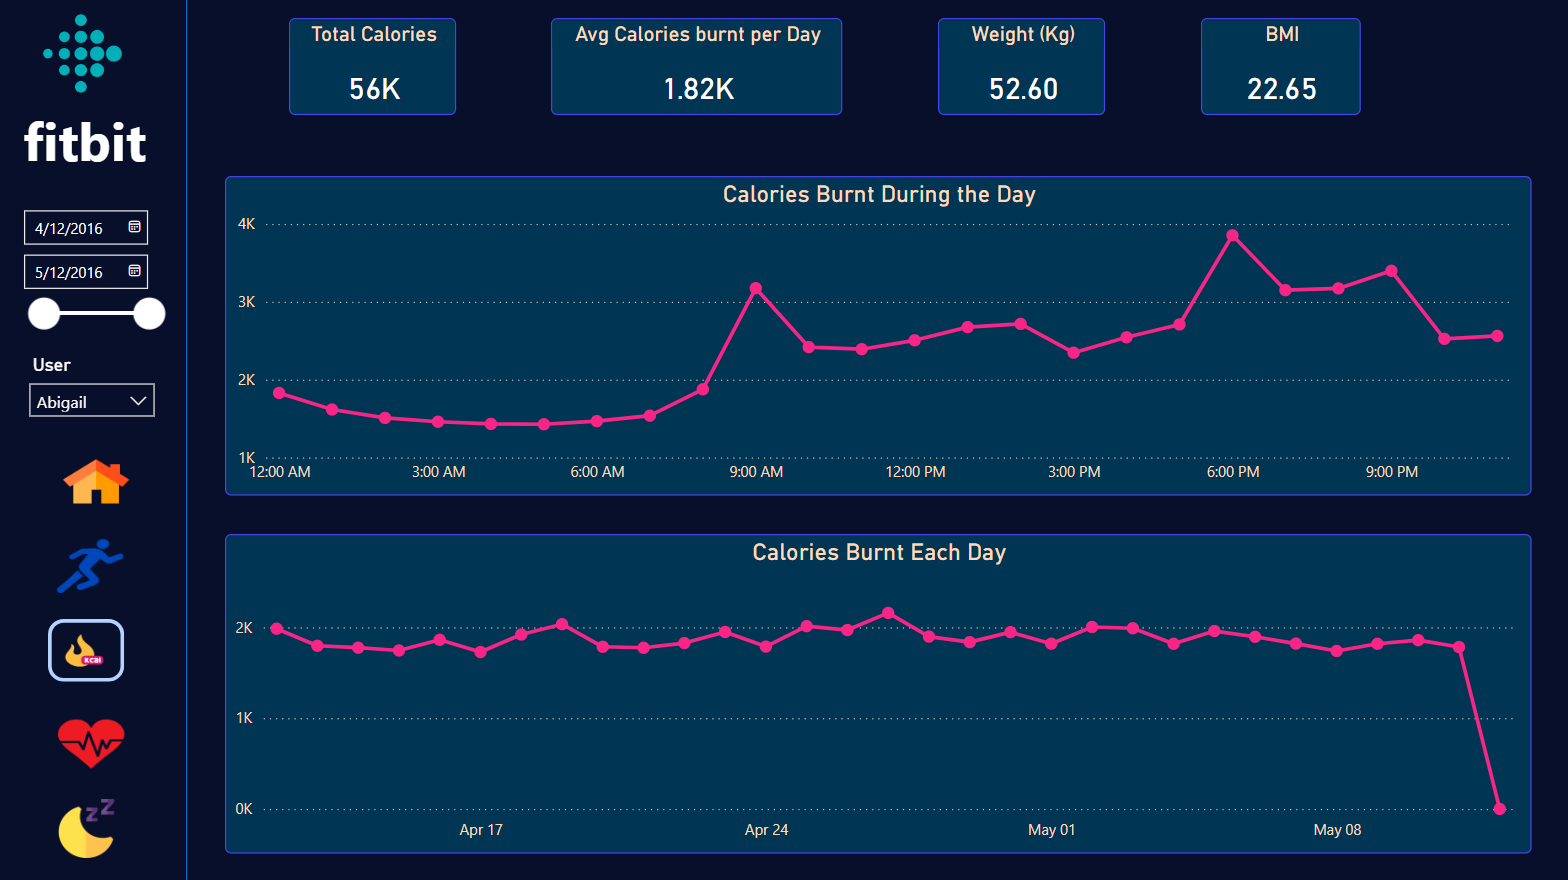 fitbit
4/12/2016
5/12/2016
User
Abigail
kcal
z z
Total Calories
56K
Avg Calories burnt per Day
1.82K
Weight (Kg)
52.60
BMI
22.65
Calories Burnt During the Day
4K
3K
2K
1K
12:00 AM 3:00 AM 6:00 AM 9:00 AM 12:00 PM 3:00 PM 6:00 PM 9:00 PM
Calories Burnt Each Day
2K
1K
0K
Apr 17 Apr 24 May 01 May 08